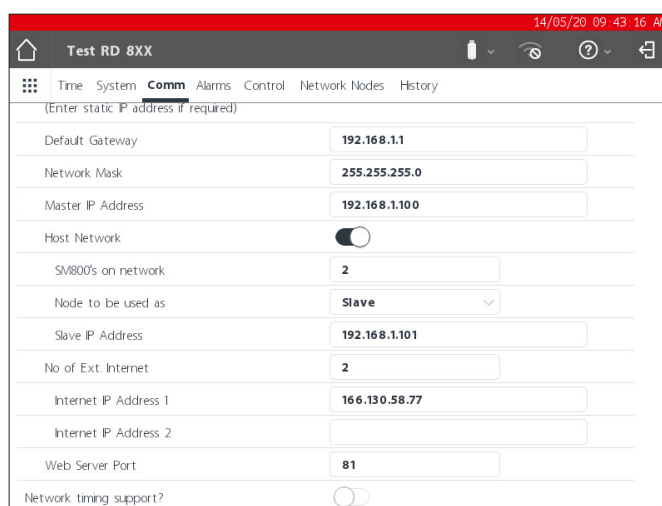 14/05/20 09:43:16 AM
Test RD 8XX
Time System Comm Alarms Control Network Nodes History
(Enter static IP address if required)
Default Gateway 192.168.1.1
Network Mask 255.255.255.0
Master IP Address 192.168.1.100
Host Network
SM800's on network 2
Node to be used as Slave
Slave IP Address 192.168.1.101
No of Ext. Internet 2
Internet IP Address 1 166.130.58.77
Internet IP Address 2
Web Server Port 81
Network timing support?